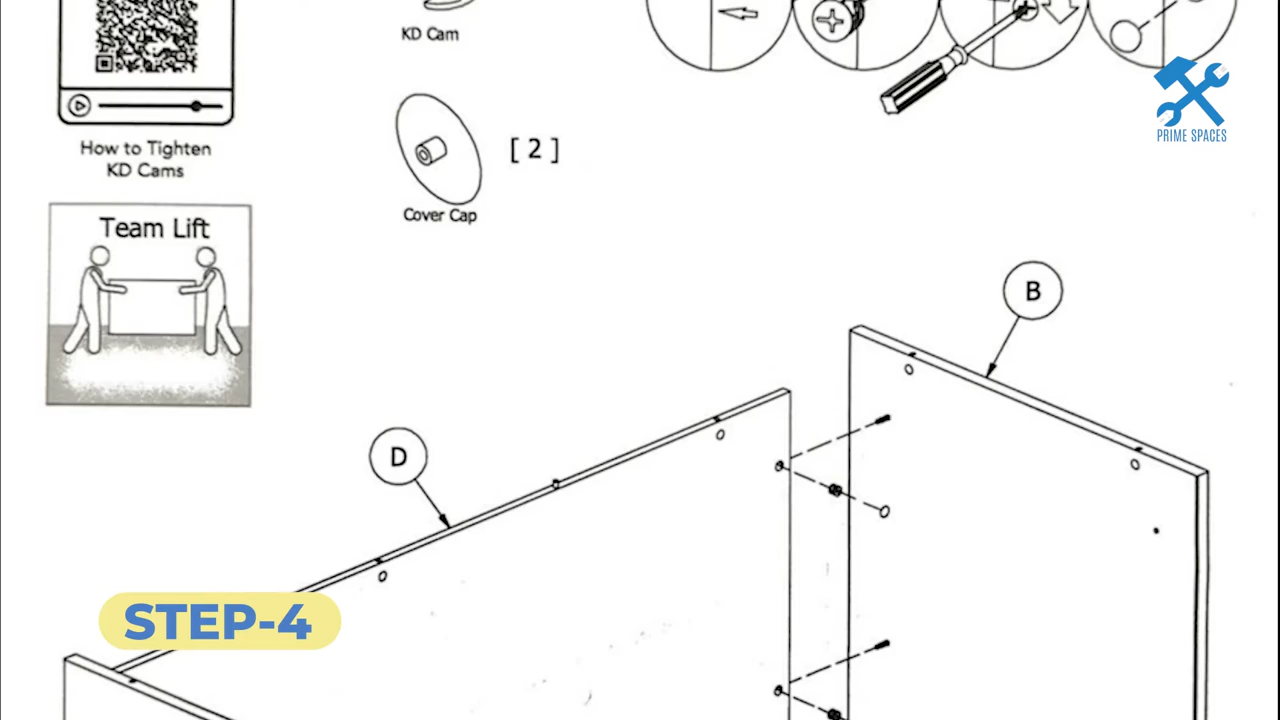 KD Cam
How to Tighten
KD Cams
[ 2 ]
Cover Cap
PRIME SPACES
Team Lift
B
D
STEP-4